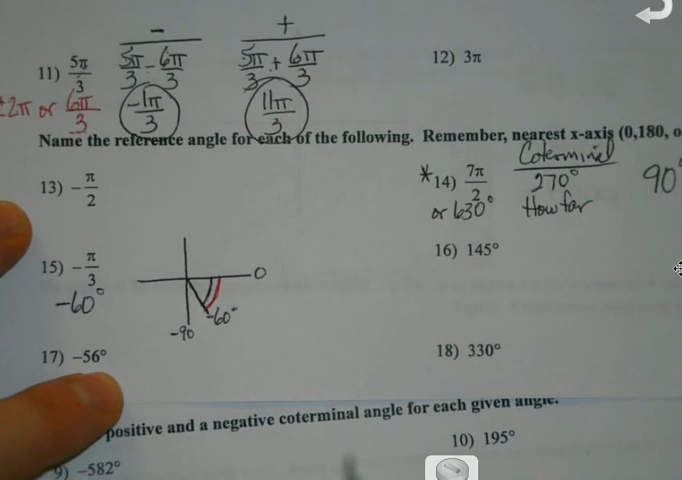 − +
11) 5π/3 5π/3 − 6π/3 5π/3 + 6π/3 12) 3π
±2π or 6π/3 −1π/3 11π/3
Name the reference angle for each of the following. Remember, nearest x-axis (0,180, o
Coterminal
13) −π/2 *14) 7π/2 270° 90°
or 630° How far
15) −π/3 0 16) 145°
−60° −60°
−90
17) −56° 18) 330°
positive and a negative coterminal angle for each given angle.
9) −582° 10) 195°